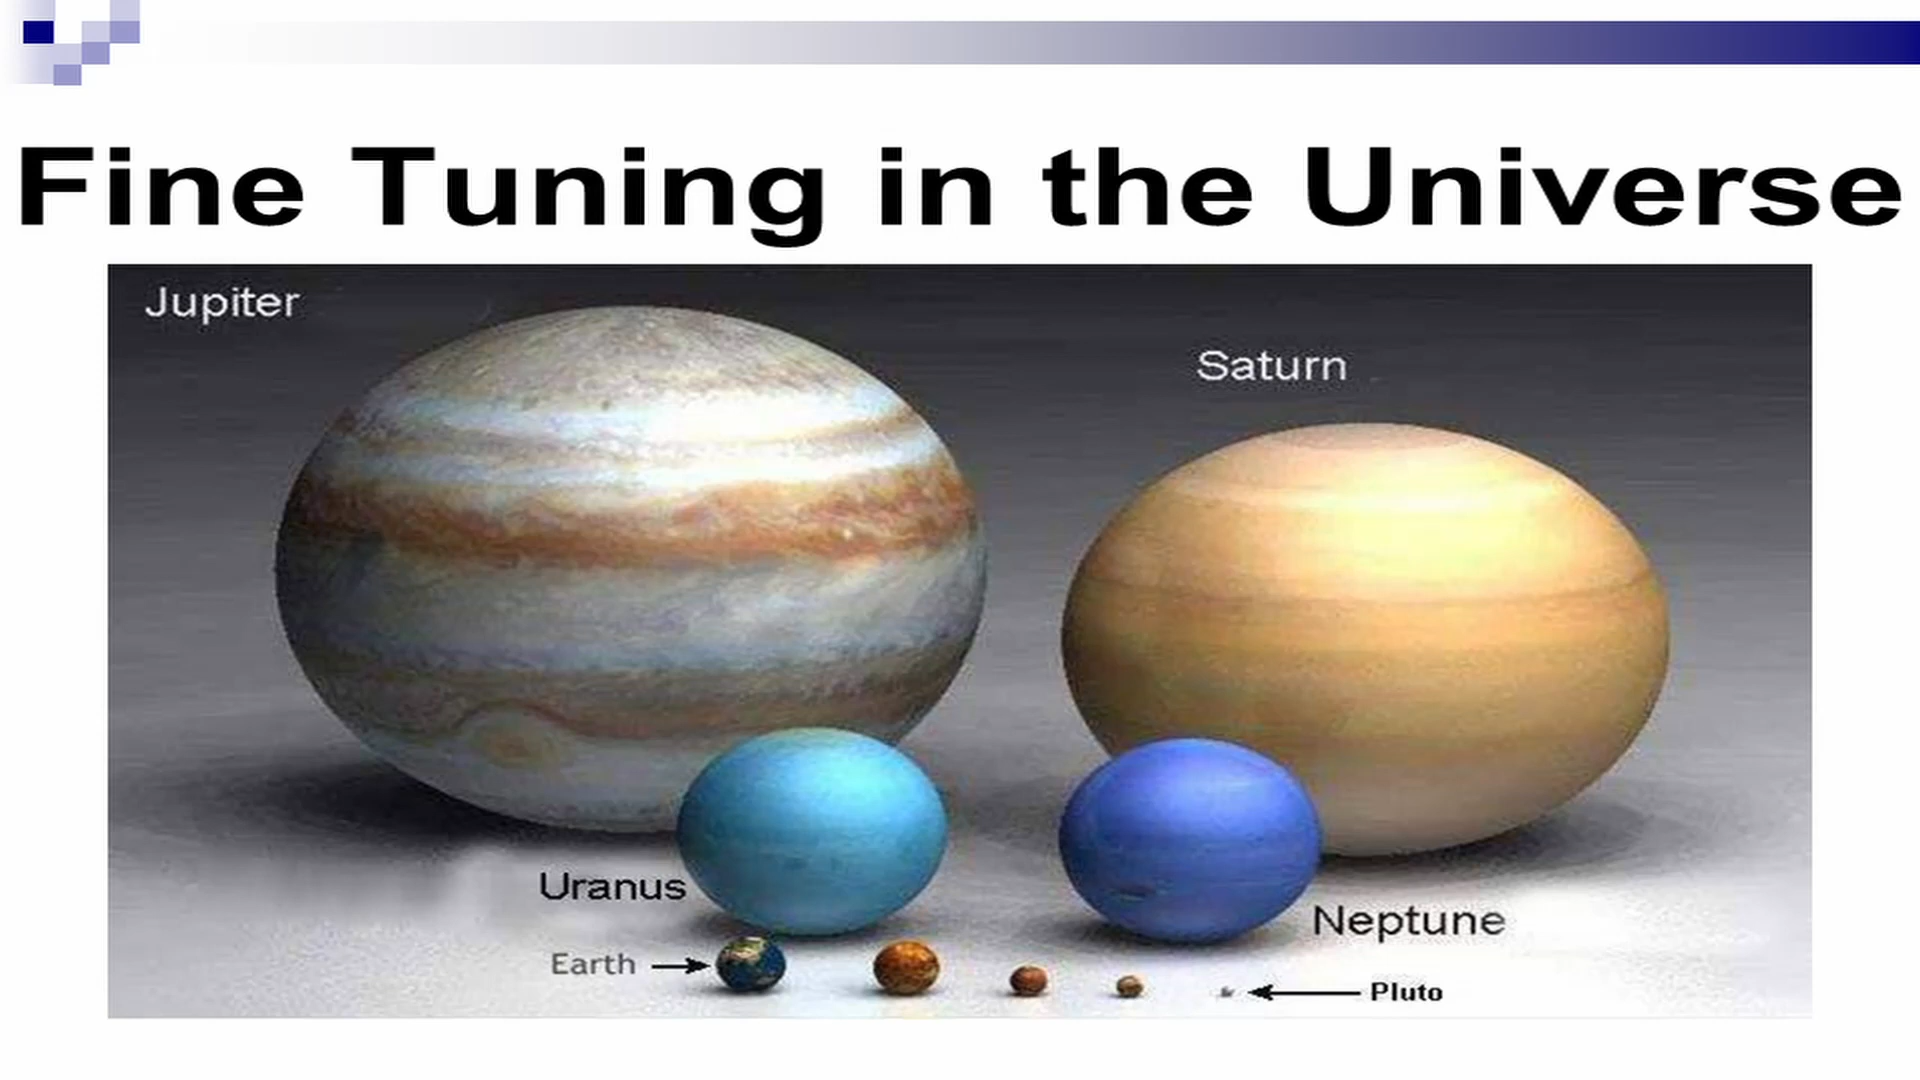 Fine Tuning in the Universe
Jupiter
Saturn
Uranus
Neptune
Earth
Pluto